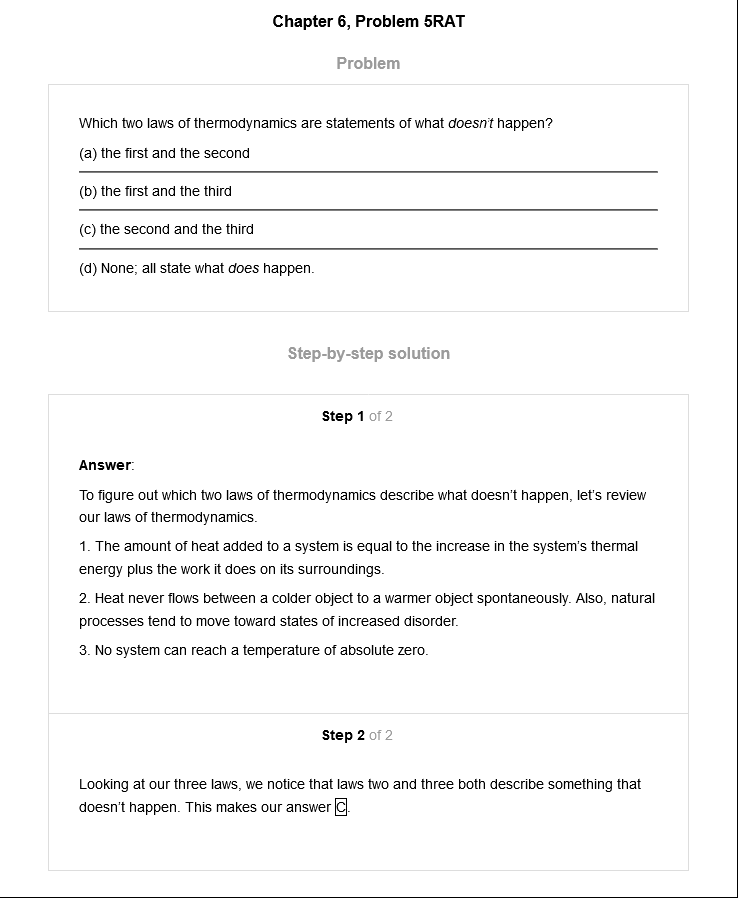 Chapter 6, Problem 5RAT
Problem
Which two laws of thermodynamics are statements of what doesn't happen?
(a) the first and the second
(b) the first and the third
(c) the second and the third
(d) None; all state what does happen.
Step-by-step solution
Step 1 of 2
Answer:
To figure out which two laws of thermodynamics describe what doesn’t happen, let’s review
our laws of thermodynamics.
1. The amount of heat added to a system is equal to the increase in the system’s thermal
energy plus the work it does on its surroundings.
2. Heat never flows between a colder object to a warmer object spontaneously. Also, natural
processes tend to move toward states of increased disorder.
3. No system can reach a temperature of absolute zero.
Step 2 of 2
Looking at our three laws, we notice that laws two and three both describe something that
doesn’t happen. This makes our answer C.